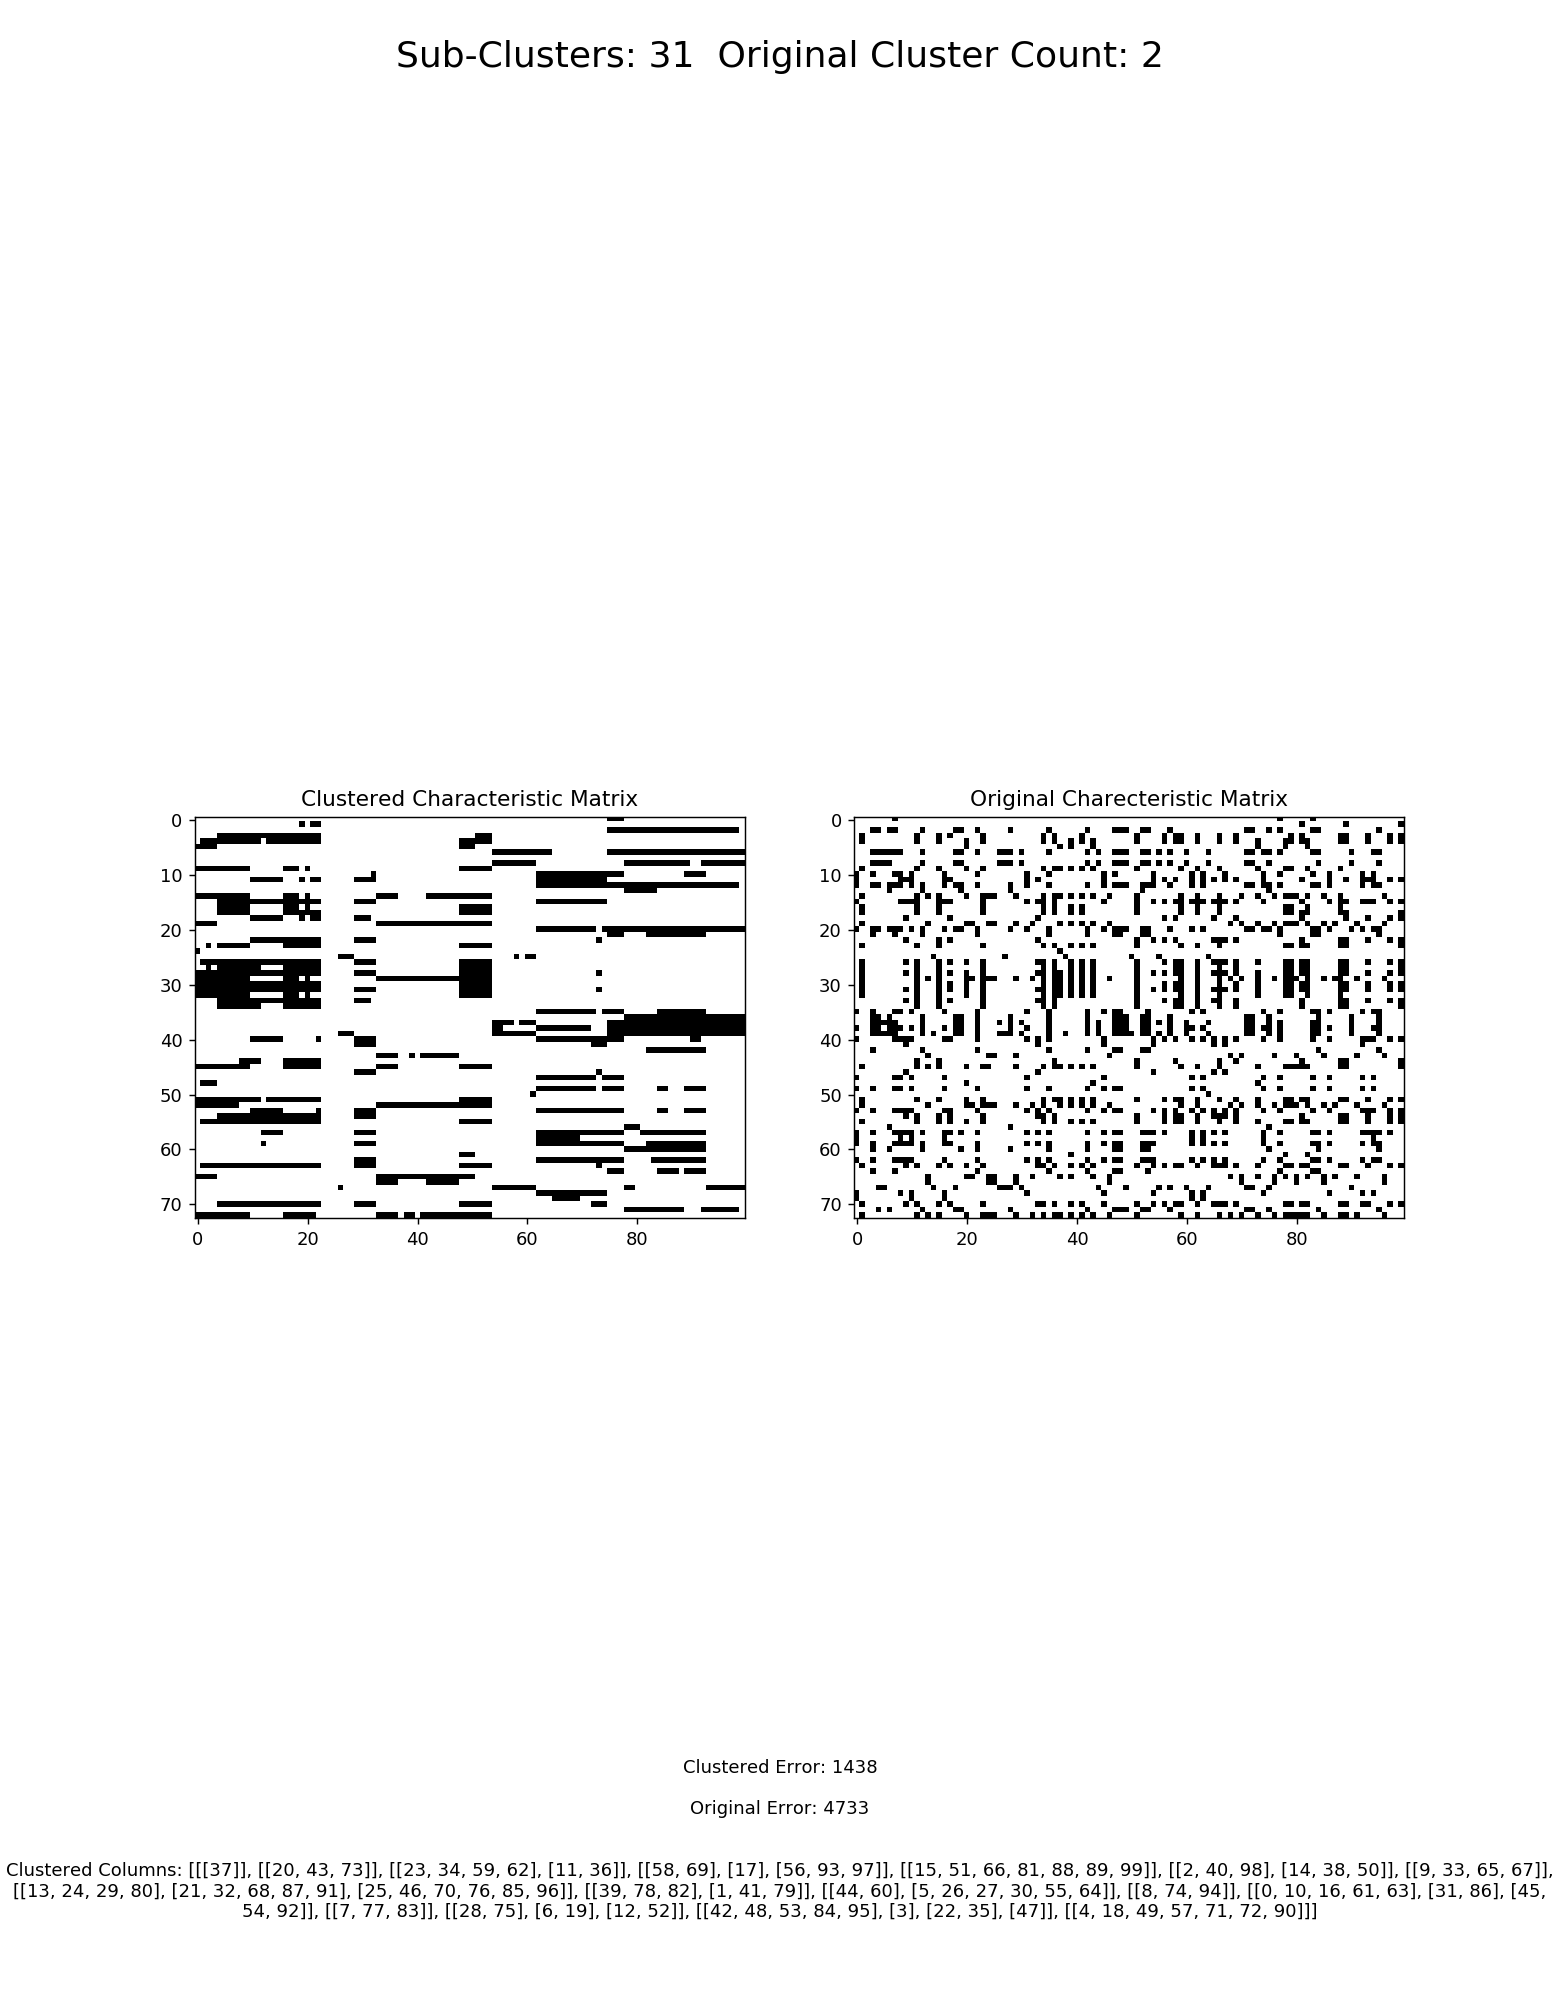 Sub-Clusters: 31  Original Cluster Count: 2
Clustered Characteristic Matrix
0
10
20
30
40
50
60
70
0 20 40 60 80
Original Charecteristic Matrix
0
10
20
30
40
50
60
70
0 20 40 60 80
Clustered Error: 1438
Original Error: 4733
Clustered Columns: [[[37]], [[20, 43, 73]], [[23, 34, 59, 62], [11, 36]], [[58, 69], [17], [56, 93, 97]], [[15, 51, 66, 81, 88, 89, 99]], [[2, 40, 98], [14, 38, 50]], [[9, 33, 65, 67]],
[[13, 24, 29, 80], [21, 32, 68, 87, 91], [25, 46, 70, 76, 85, 96]], [[39, 78, 82], [1, 41, 79]], [[44, 60], [5, 26, 27, 30, 55, 64]], [[8, 74, 94]], [[0, 10, 16, 61, 63], [31, 86], [45,
54, 92]], [[7, 77, 83]], [[28, 75], [6, 19], [12, 52]], [[42, 48, 53, 84, 95], [3], [22, 35], [47]], [[4, 18, 49, 57, 71, 72, 90]]]